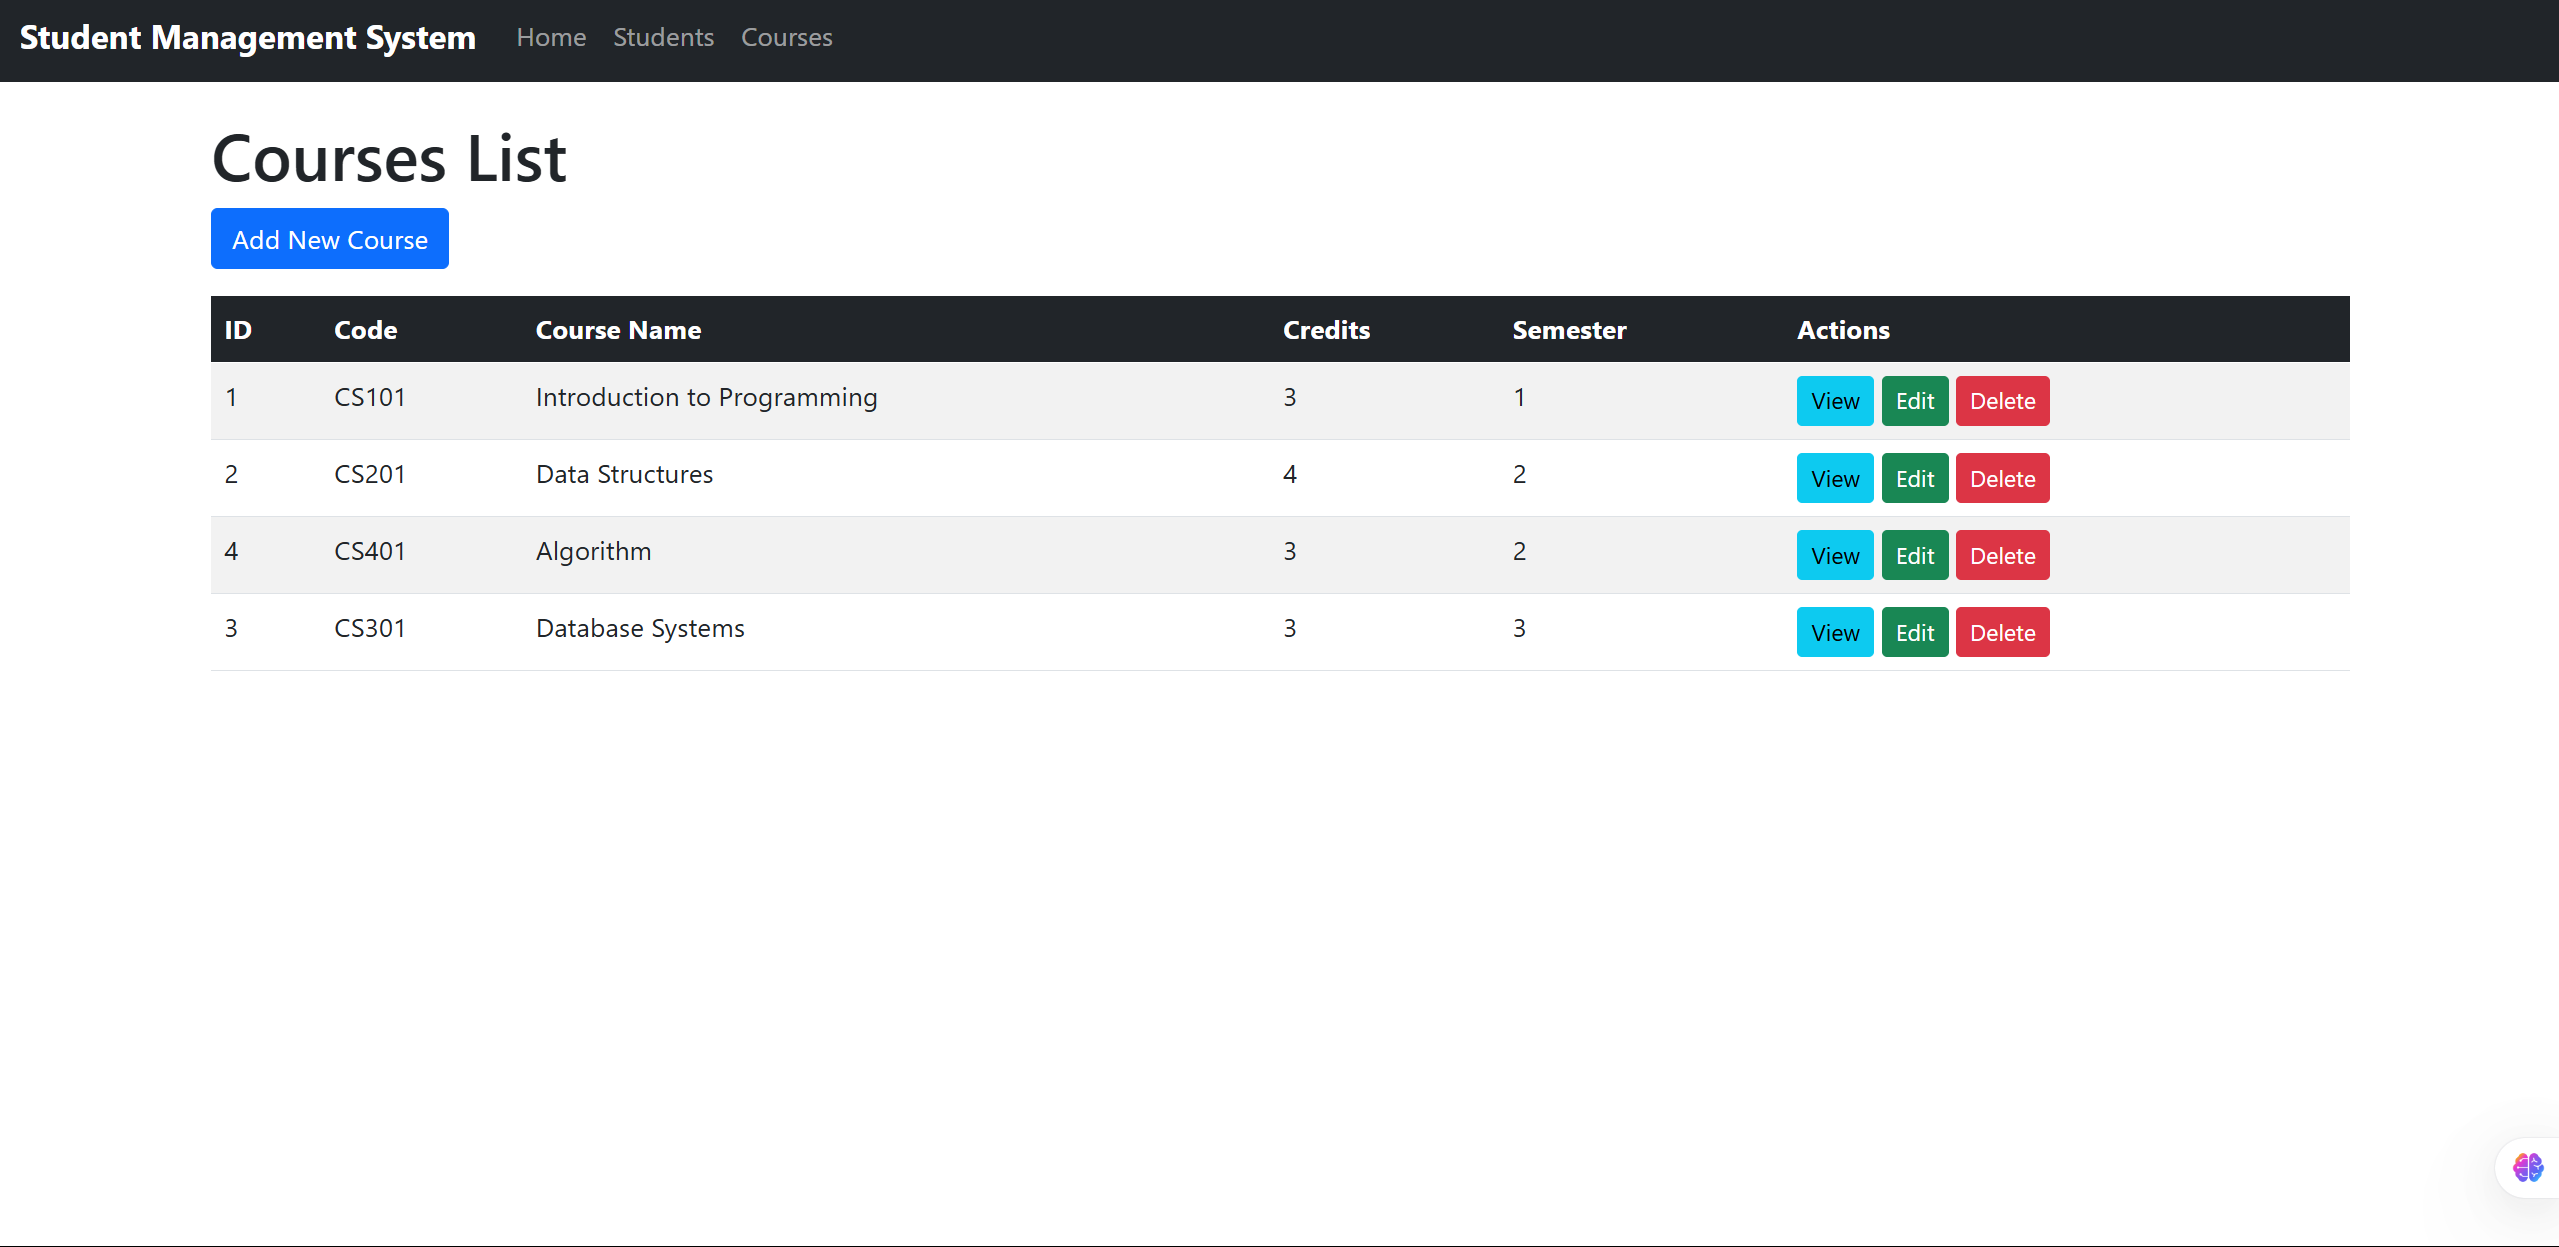 Student Management System Home Students Courses
Courses List
Add New Course
ID Code Course Name Credits Semester Actions
1 CS101 Introduction to Programming 3 1 View Edit Delete
2 CS201 Data Structures 4 2 View Edit Delete
4 CS401 Algorithm 3 2 View Edit Delete
3 CS301 Database Systems 3 3 View Edit Delete